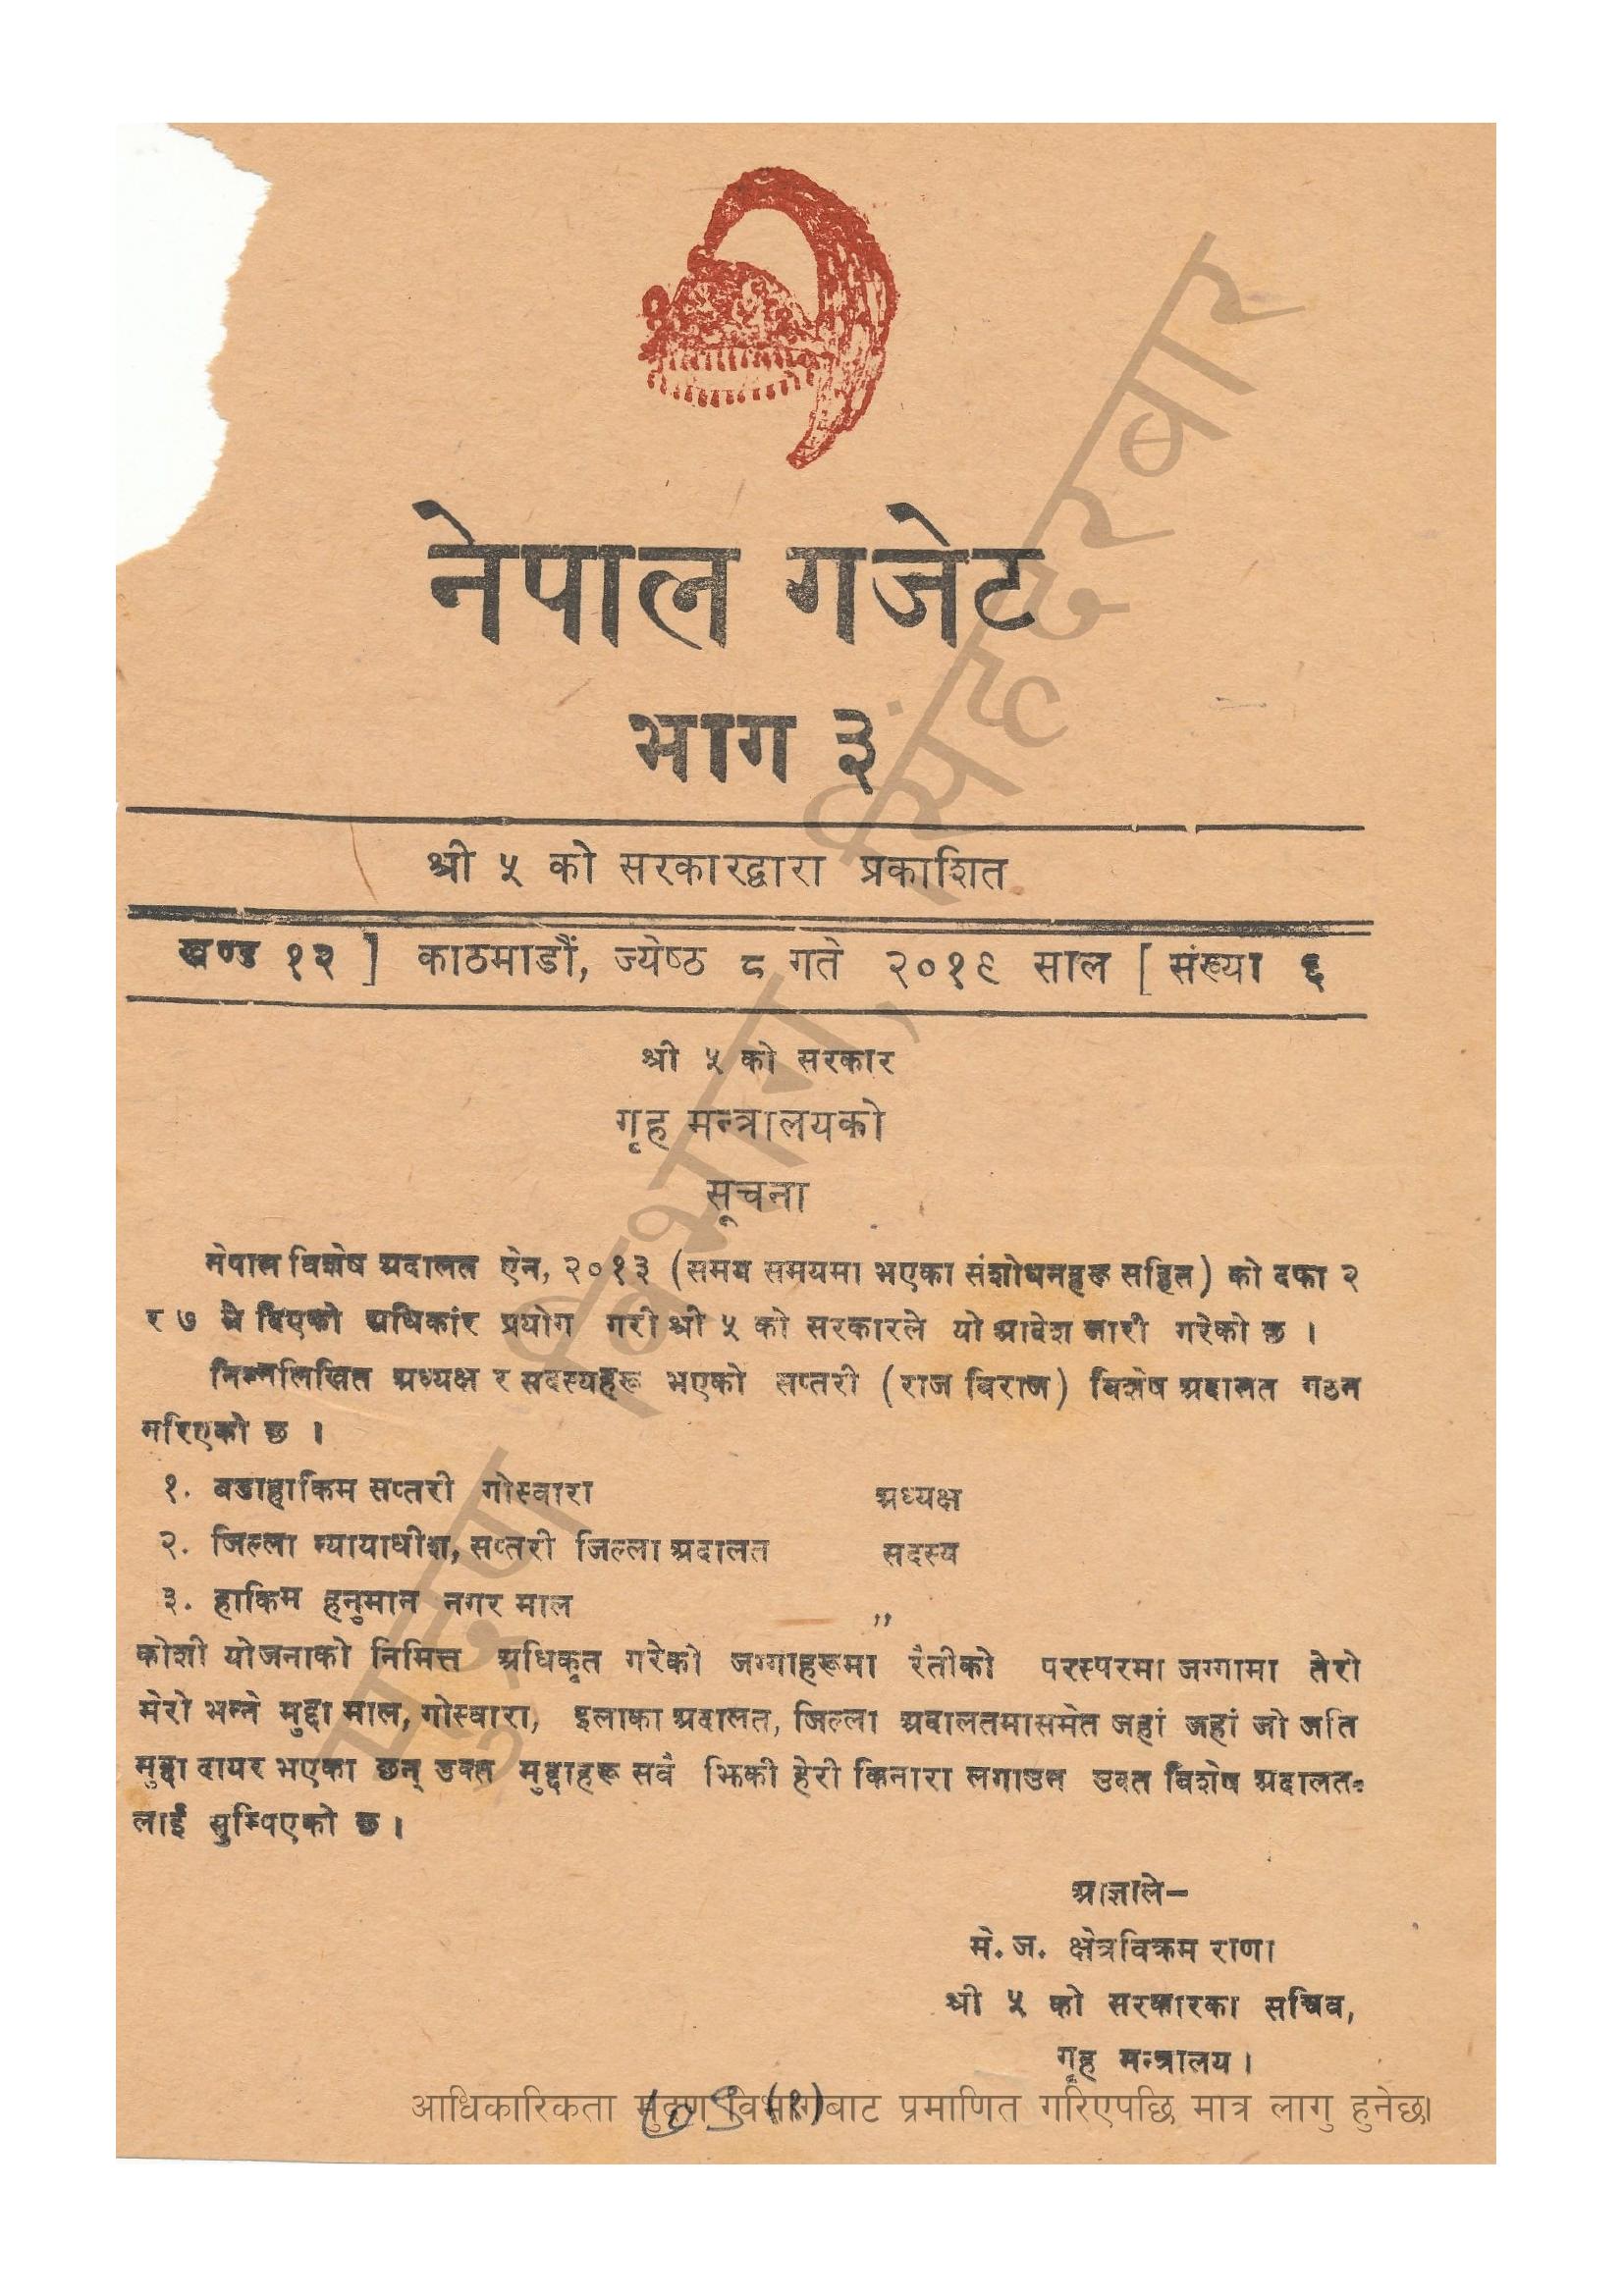 नेपाल गजेट
भाग ३
श्री ५ को सरकारद्वारा प्रकाशित
खण्ड १२ ] काठमाडौं, ज्येष्ठ ८ गते २०१९ साल [ संख्या ६
श्री ५ को सरकार
गृह मन्त्रालयको
सूचना
नेपाल विशेष अदालत ऐन, २०१३ (समय समयमा भएका संशोधनहरू सहित) को दफा २
र ७ ले दिएको अधिकार प्रयोग गरी श्री ५ को सरकारले यो आदेश जारी गरेको छ ।
निम्नलिखित अध्यक्ष र सदस्यहरू भएको सप्तरी (राज विराज) विशेष अदालत गठन
गरिएको छ ।
१. बडाहाकिम सप्तरी गोस्वारा अध्यक्ष
२. जिल्ला न्यायाधीश, सप्तरी जिल्ला अदालत सदस्य
३. हाकिम हनुमान नगर माल ,,
कोशी योजनाको निमित्त अधिकृत गरेको जग्गाहरूमा रैतीको परस्परमा जग्गामा तेरो
मेरो भन्ने मुद्दा माल, गोस्वारा, इलाका अदालत, जिल्ला अदालतमासमेत जहां जहां जो जति
मुद्दा दायर भएका छन् उक्त मुद्दाहरू सवै झिकी हेरी किनारा लगाउन उक्त विशेष अदालत-
लाई सुम्पिएको छ ।
आज्ञाले–
मे. ज. क्षेत्रविक्रम राणा
श्री ५ को सरकारका सचिव,
गृह मन्त्रालय ।
आधिकारिकता मुद्रण विभागबाट प्रमाणित गरिएपछि मात्र लागु हुनेछ।
मुद्रण विभाग, सिंहदरबार